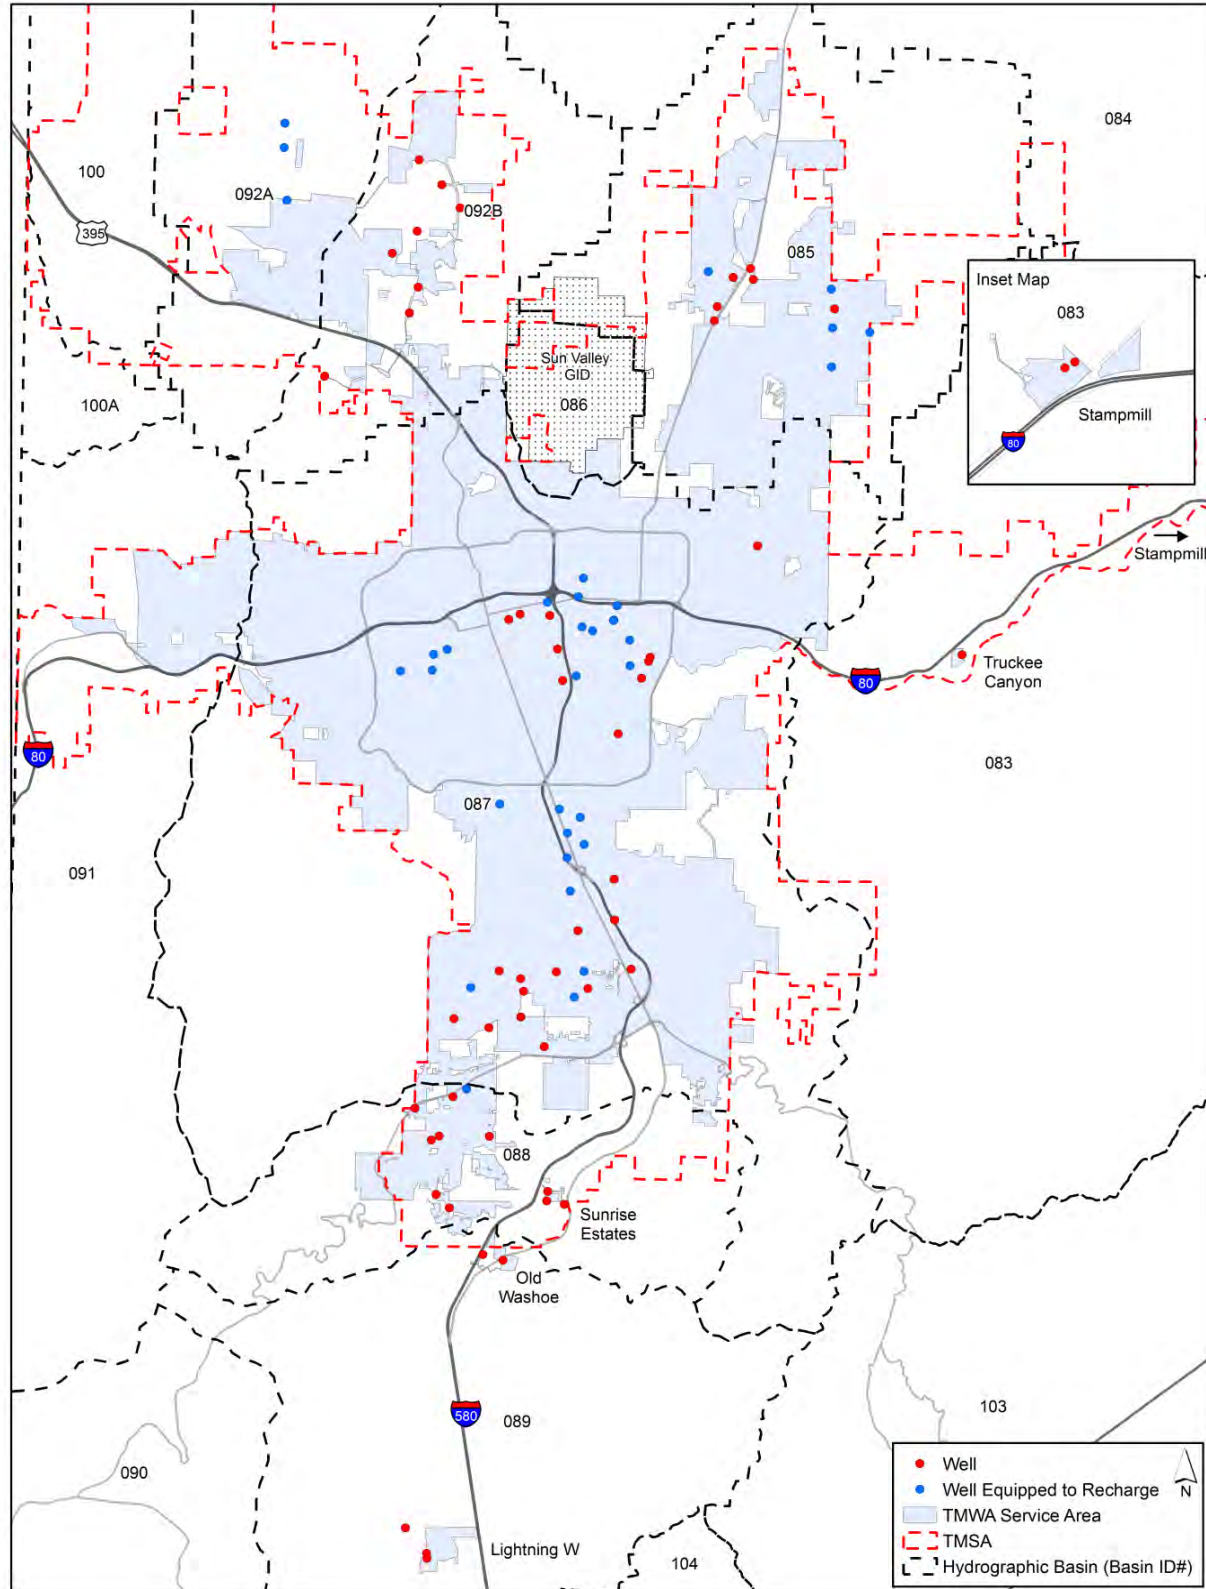 084
100
092A
092B
395
085
Inset Map
083
Sun Valley
GID
086
100A
Stampmill
80
Stampmill
Truckee
Canyon
80
80
083
087
091
088
Sunrise
Estates
Old
Washoe
580
089
103
090
Lightning W
104
Well
Well Equipped to Recharge
N
TMWA Service Area
TMSA
Hydrographic Basin (Basin ID#)